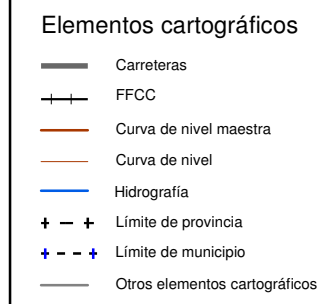 Elementos cartográficos
Carreteras
FFCC
Curva de nivel maestra
Curva de nivel
Hidrografía
Límite de provincia
Límite de municipio
Otros elementos cartográficos